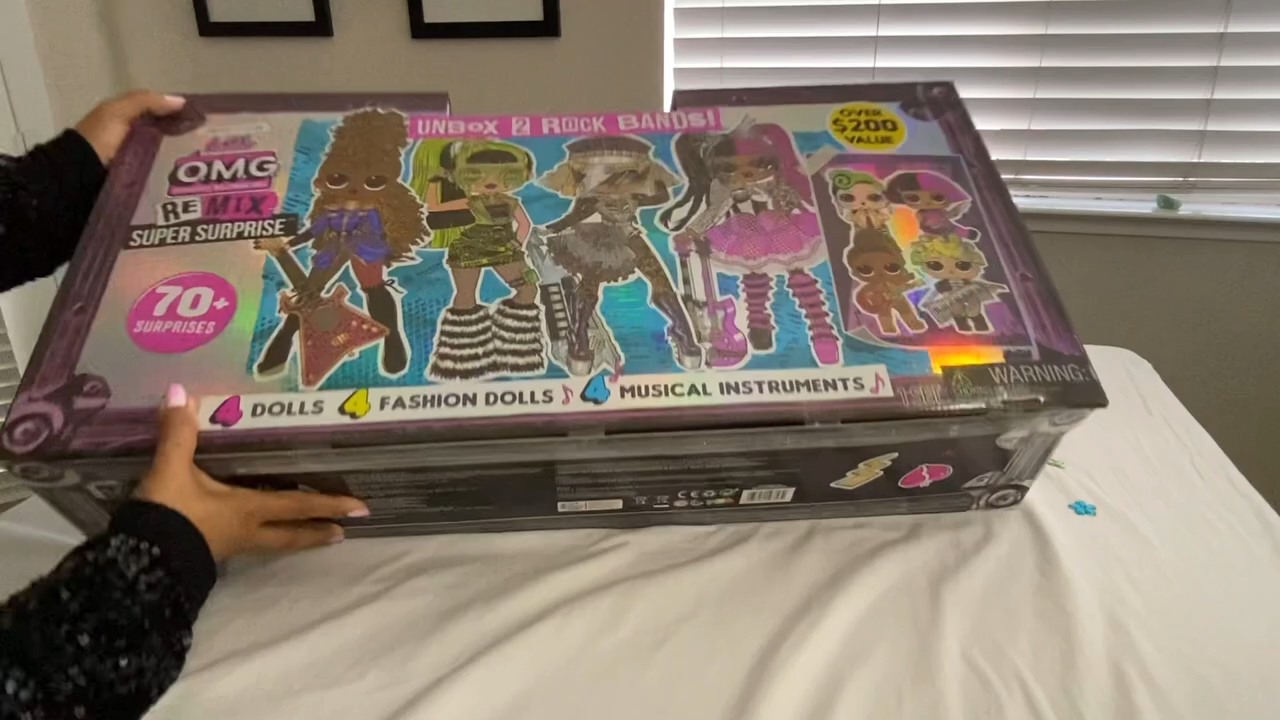 UNBOX 2 ROCK BANDS!
OVER
$200
VALUE
L.O.L.
O.M.G.
REMIX
SUPER SURPRISE
70+
SURPRISES
4 DOLLS 4 FASHION DOLLS 4 MUSICAL INSTRUMENTS
WARNING:
CE